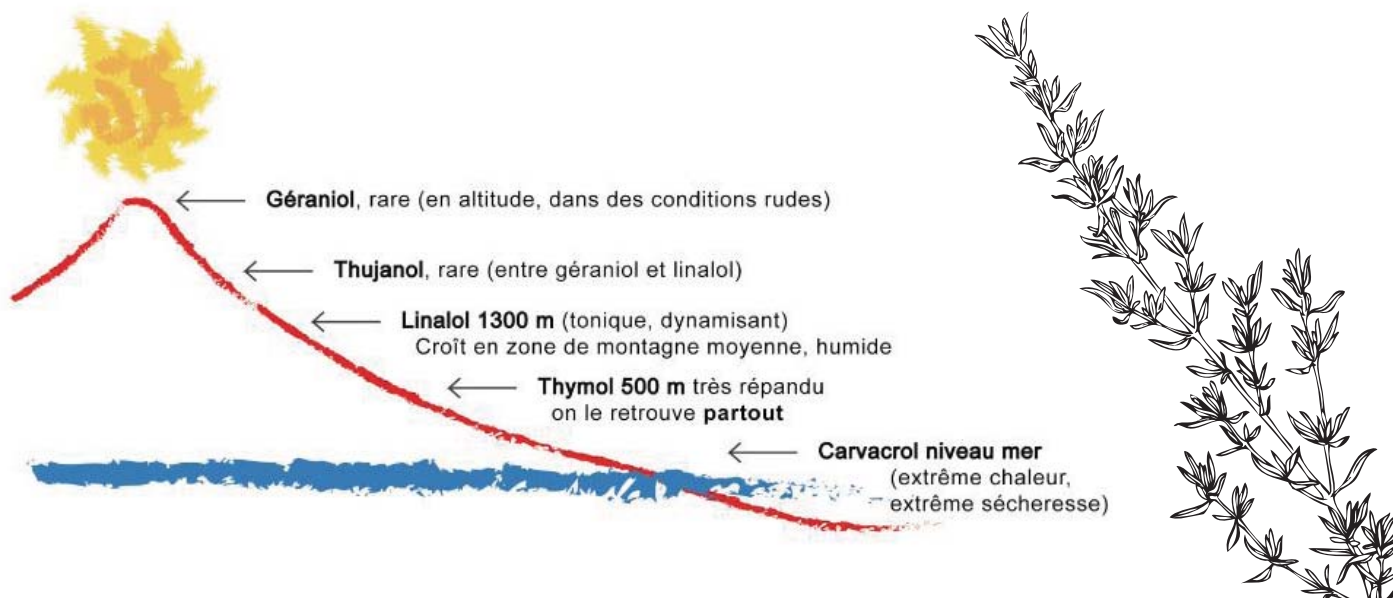 Géraniol, rare (en altitude, dans des conditions rudes)
Thujanol, rare (entre géraniol et linalol)
Linalol 1300 m (tonique, dynamisant)
Croît en zone de montagne moyenne, humide
Thymol 500 m très répandu
on le retrouve partout
Carvacrol niveau mer
(extrême chaleur,
extrême sécheresse)